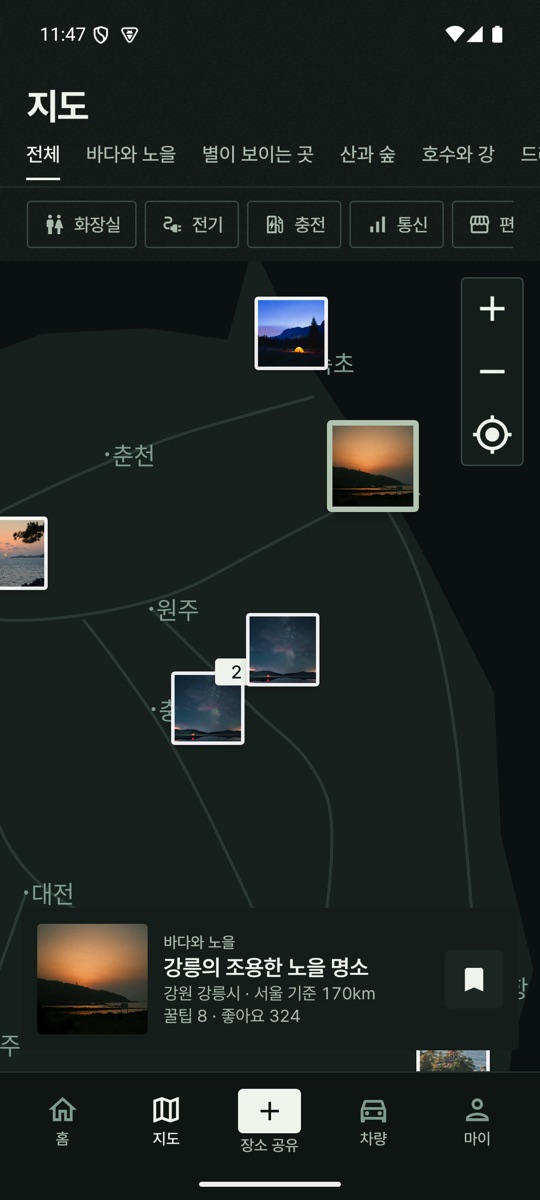 11:47
지도
전체 바다와 노을 별이 보이는 곳 산과 숲 호수와 강
화장실 전기 충전 통신 편
춘천
원주
2
대전
바다와 노을
강릉의 조용한 노을 명소
강원 강릉시 · 서울 기준 170km
꿀팁 8 · 좋아요 324
주
홈 지도 장소 공유 차량 마이